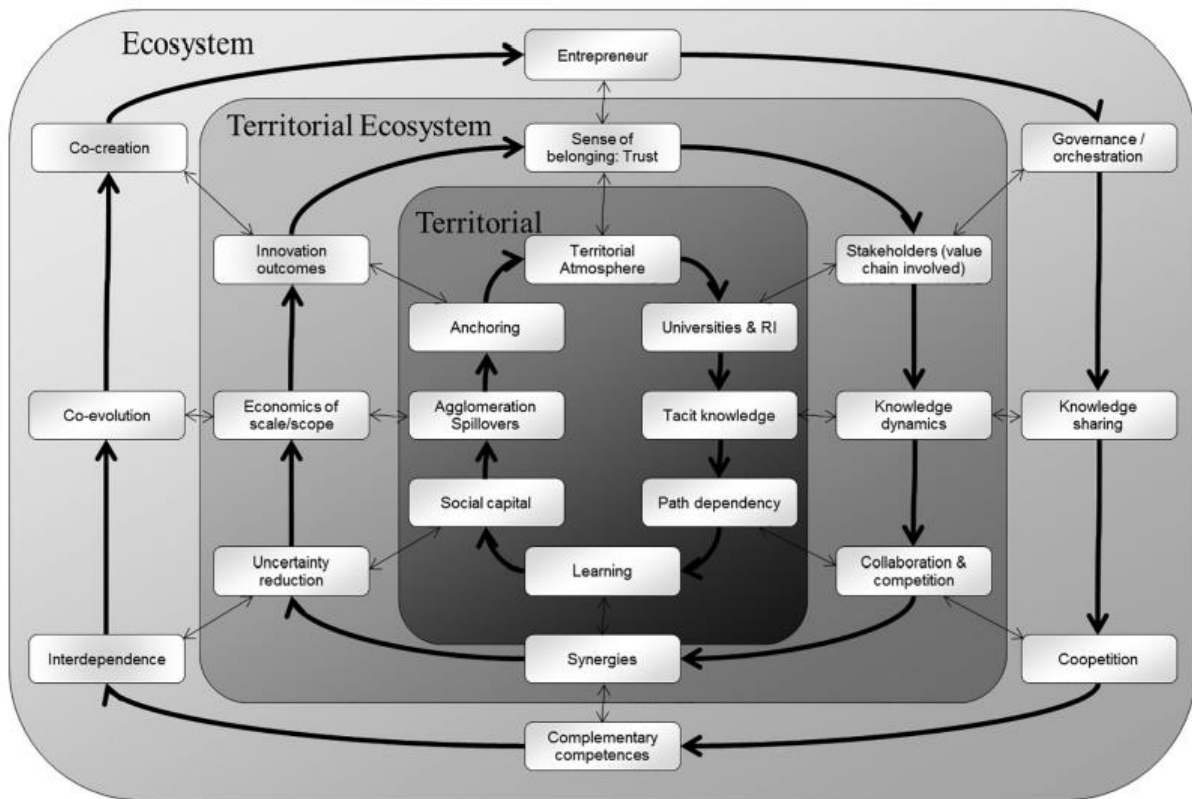 Ecosystem
Entrepreneur
Co-creation
Territorial Ecosystem
Sense of
belonging: Trust
Governance /
orchestration
Territorial
Innovation
outcomes
Territorial
Atmosphere
Stakeholders (value
chain involved)
Anchoring
Universities & RI
Co-evolution
Economics of
scale/scope
Agglomeration
Spillovers
Tacit knowledge
Knowledge
dynamics
Knowledge
sharing
Social capital
Path dependency
Uncertainty
reduction
Learning
Collaboration &
competition
Interdependence
Synergies
Coopetition
Complementary
competences